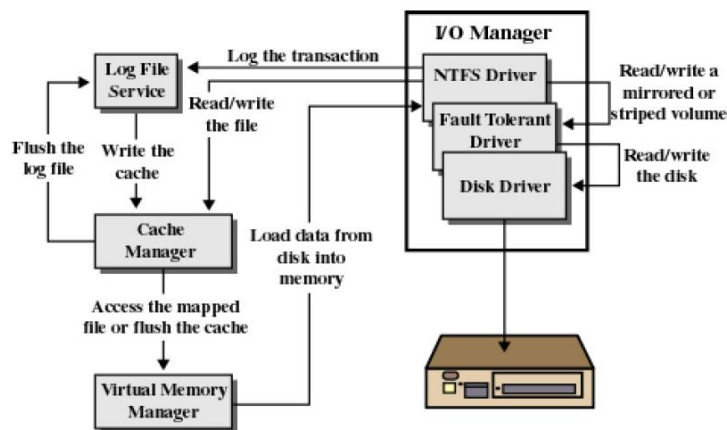 I/O Manager
Log the transaction
Log File
Service
NTFS Driver
Read/write a
mirrored or
striped volume
Read/write
the file
Fault Tolerant
Driver
Flush the
log file
Write the
cache
Read/write
the disk
Disk Driver
Cache
Manager
Load data from
disk into
memory
Access the mapped
file or flush the cache
Virtual Memory
Manager